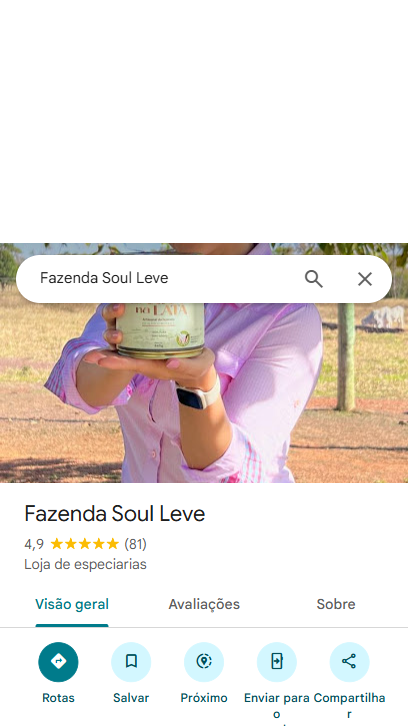 Fazenda Soul Leve
na LATA
Fazenda Soul Leve
4,9 ★★★★★ (81)
Loja de especiarias
Visão geral Avaliações Sobre
Rotas Salvar Próximo Enviar para o Compartilhar